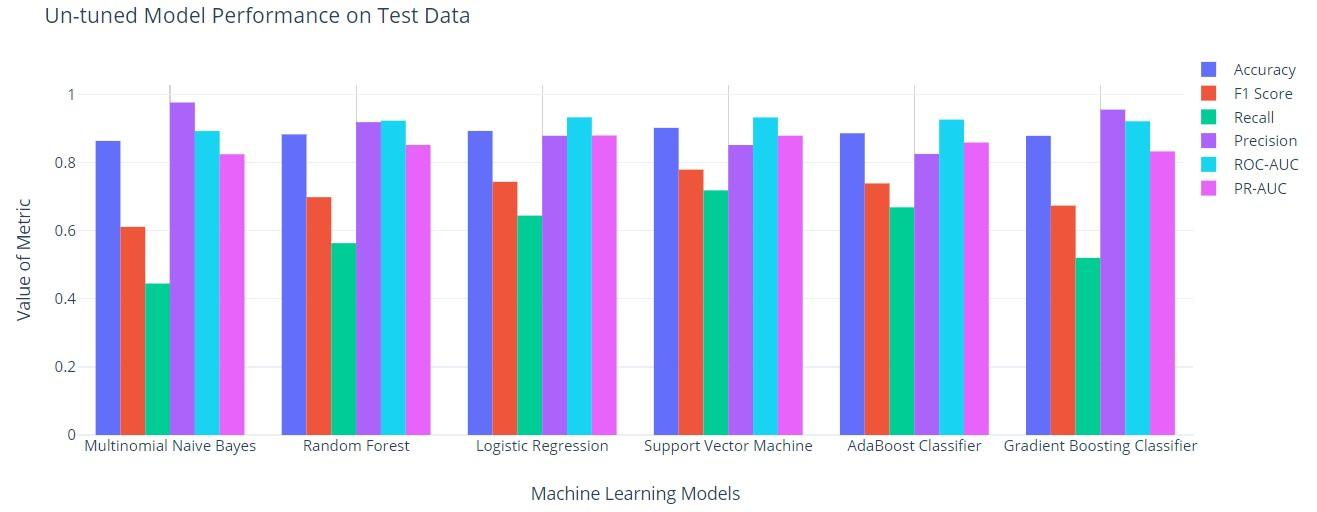 Un-tuned Model Performance on Test Data
Accuracy
F1 Score
Recall
Precision
ROC-AUC
PR-AUC
Value of Metric
1
0.8
0.6
0.4
0.2
0
Multinomial Naive Bayes Random Forest Logistic Regression Support Vector Machine AdaBoost Classifier Gradient Boosting Classifier
Machine Learning Models